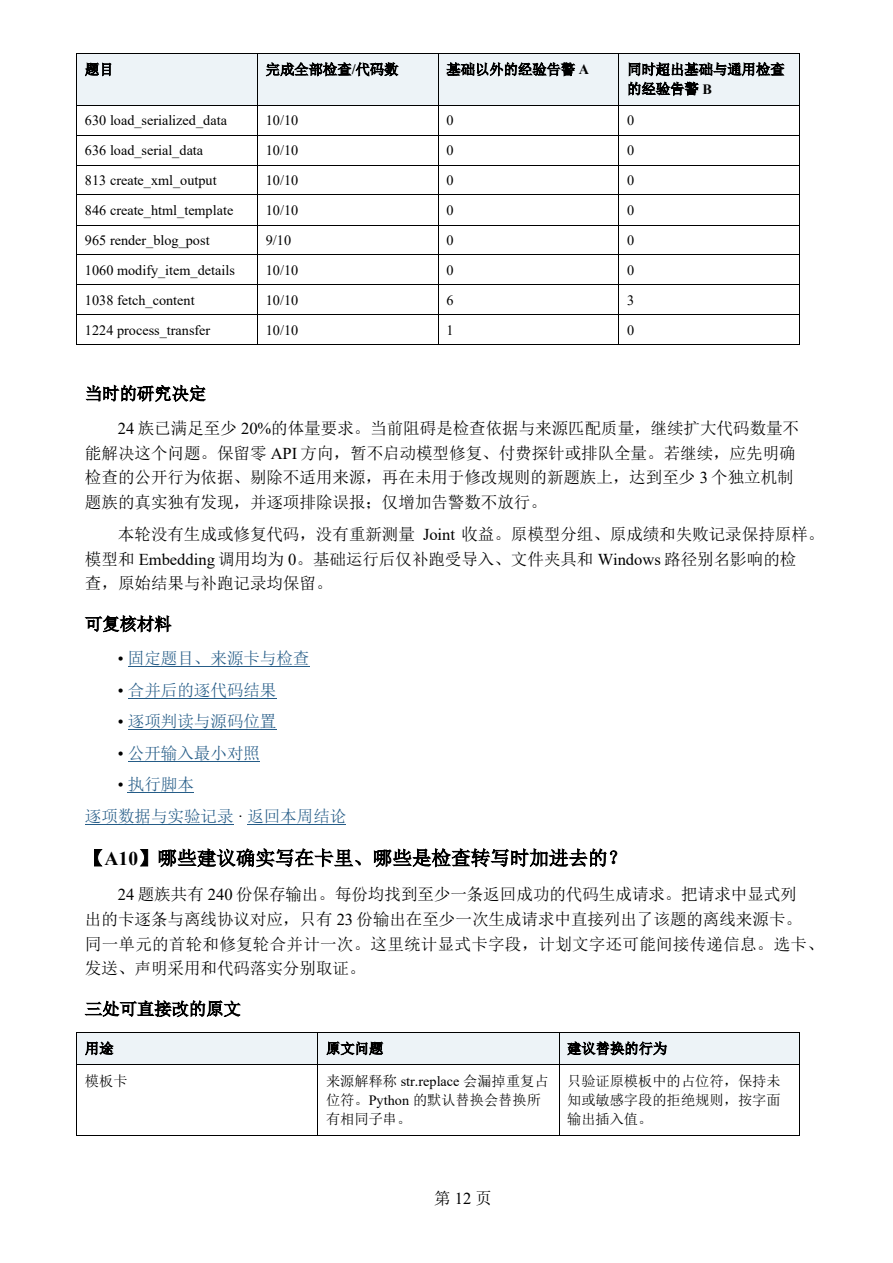 题目 完成全部检查/代码数 基础以外的经验告警 A 同时超出基础与通用检查
的经验告警 B
630 load_serialized_data 10/10 0 0
636 load_serial_data 10/10 0 0
813 create_xml_output 10/10 0 0
846 create_html_template 10/10 0 0
965 render_blog_post 9/10 0 0
1060 modify_item_details 10/10 0 0
1038 fetch_content 10/10 6 3
1224 process_transfer 10/10 1 0
当时的研究决定
24 族已满足至少 20%的体量要求。当前阻碍是检查依据与来源匹配质量，继续扩大代码数量不
能解决这个问题。保留零 API 方向，暂不启动模型修复、付费探针或排队全量。若继续，应先明确
检查的公开行为依据、剔除不适用来源，再在未用于修改规则的新题族上，达到至少 3 个独立机制
题族的真实独有发现，并逐项排除误报；仅增加告警数不放行。
本轮没有生成或修复代码，没有重新测量 Joint 收益。原模型分组、原成绩和失败记录保持原样。
模型和 Embedding 调用均为 0。基础运行后仅补跑受导入、文件夹具和 Windows 路径别名影响的检
查，原始结果与补跑记录均保留。
可复核材料
• 固定题目、来源卡与检查
• 合并后的逐代码结果
• 逐项判读与源码位置
• 公开输入最小对照
• 执行脚本
逐项数据与实验记录 · 返回本周结论
【A10】哪些建议确实写在卡里、哪些是检查转写时加进去的？
24 题族共有 240 份保存输出。每份均找到至少一条返回成功的代码生成请求。把请求中显式列
出的卡逐条与离线协议对应，只有 23 份输出在至少一次生成请求中直接列出了该题的离线来源卡。
同一单元的首轮和修复轮合并计一次。这里统计显式卡字段，计划文字还可能间接传递信息。选卡、
发送、声明采用和代码落实分别取证。
三处可直接改的原文
用途 原文问题 建议替换的行为
模板卡 来源解释称 str.replace 会漏掉重复占 只验证原模板中的占位符，保持未
位符。Python 的默认替换会替换所 知或敏感字段的拒绝规则，按字面
有相同子串。 输出插入值。
第 12 页